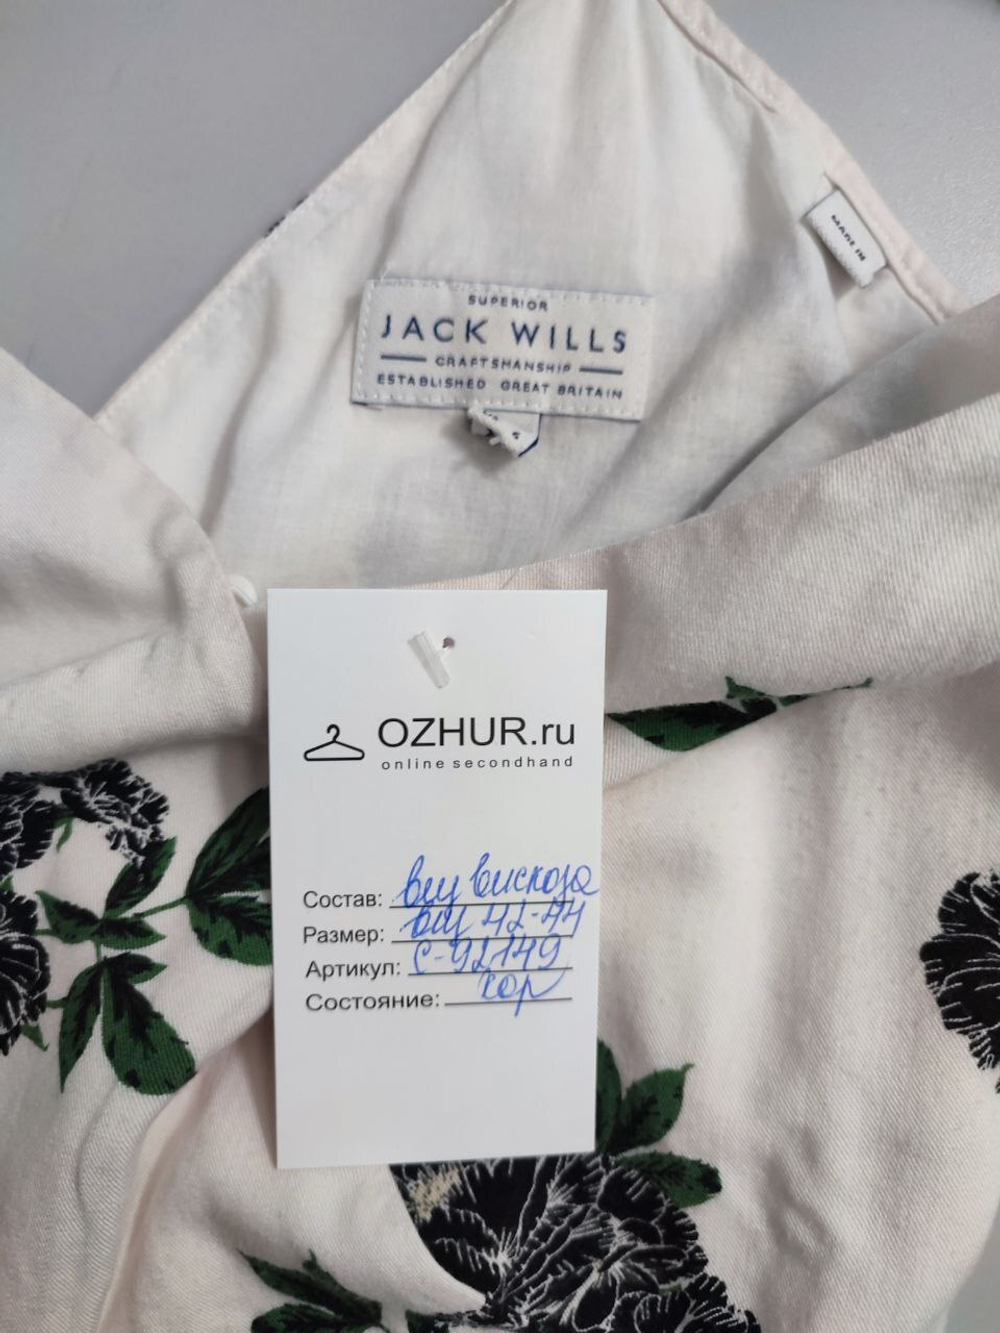 SUPERIOR
JACK WILLS
CRAFTSMANSHIP
ESTABLISHED GREAT BRITAIN
MADE IN
OZHUR.ru
online secondhand
Состав: виз вискоза
Размер: виз 42-44
Артикул: С-92149
Состояние: хор